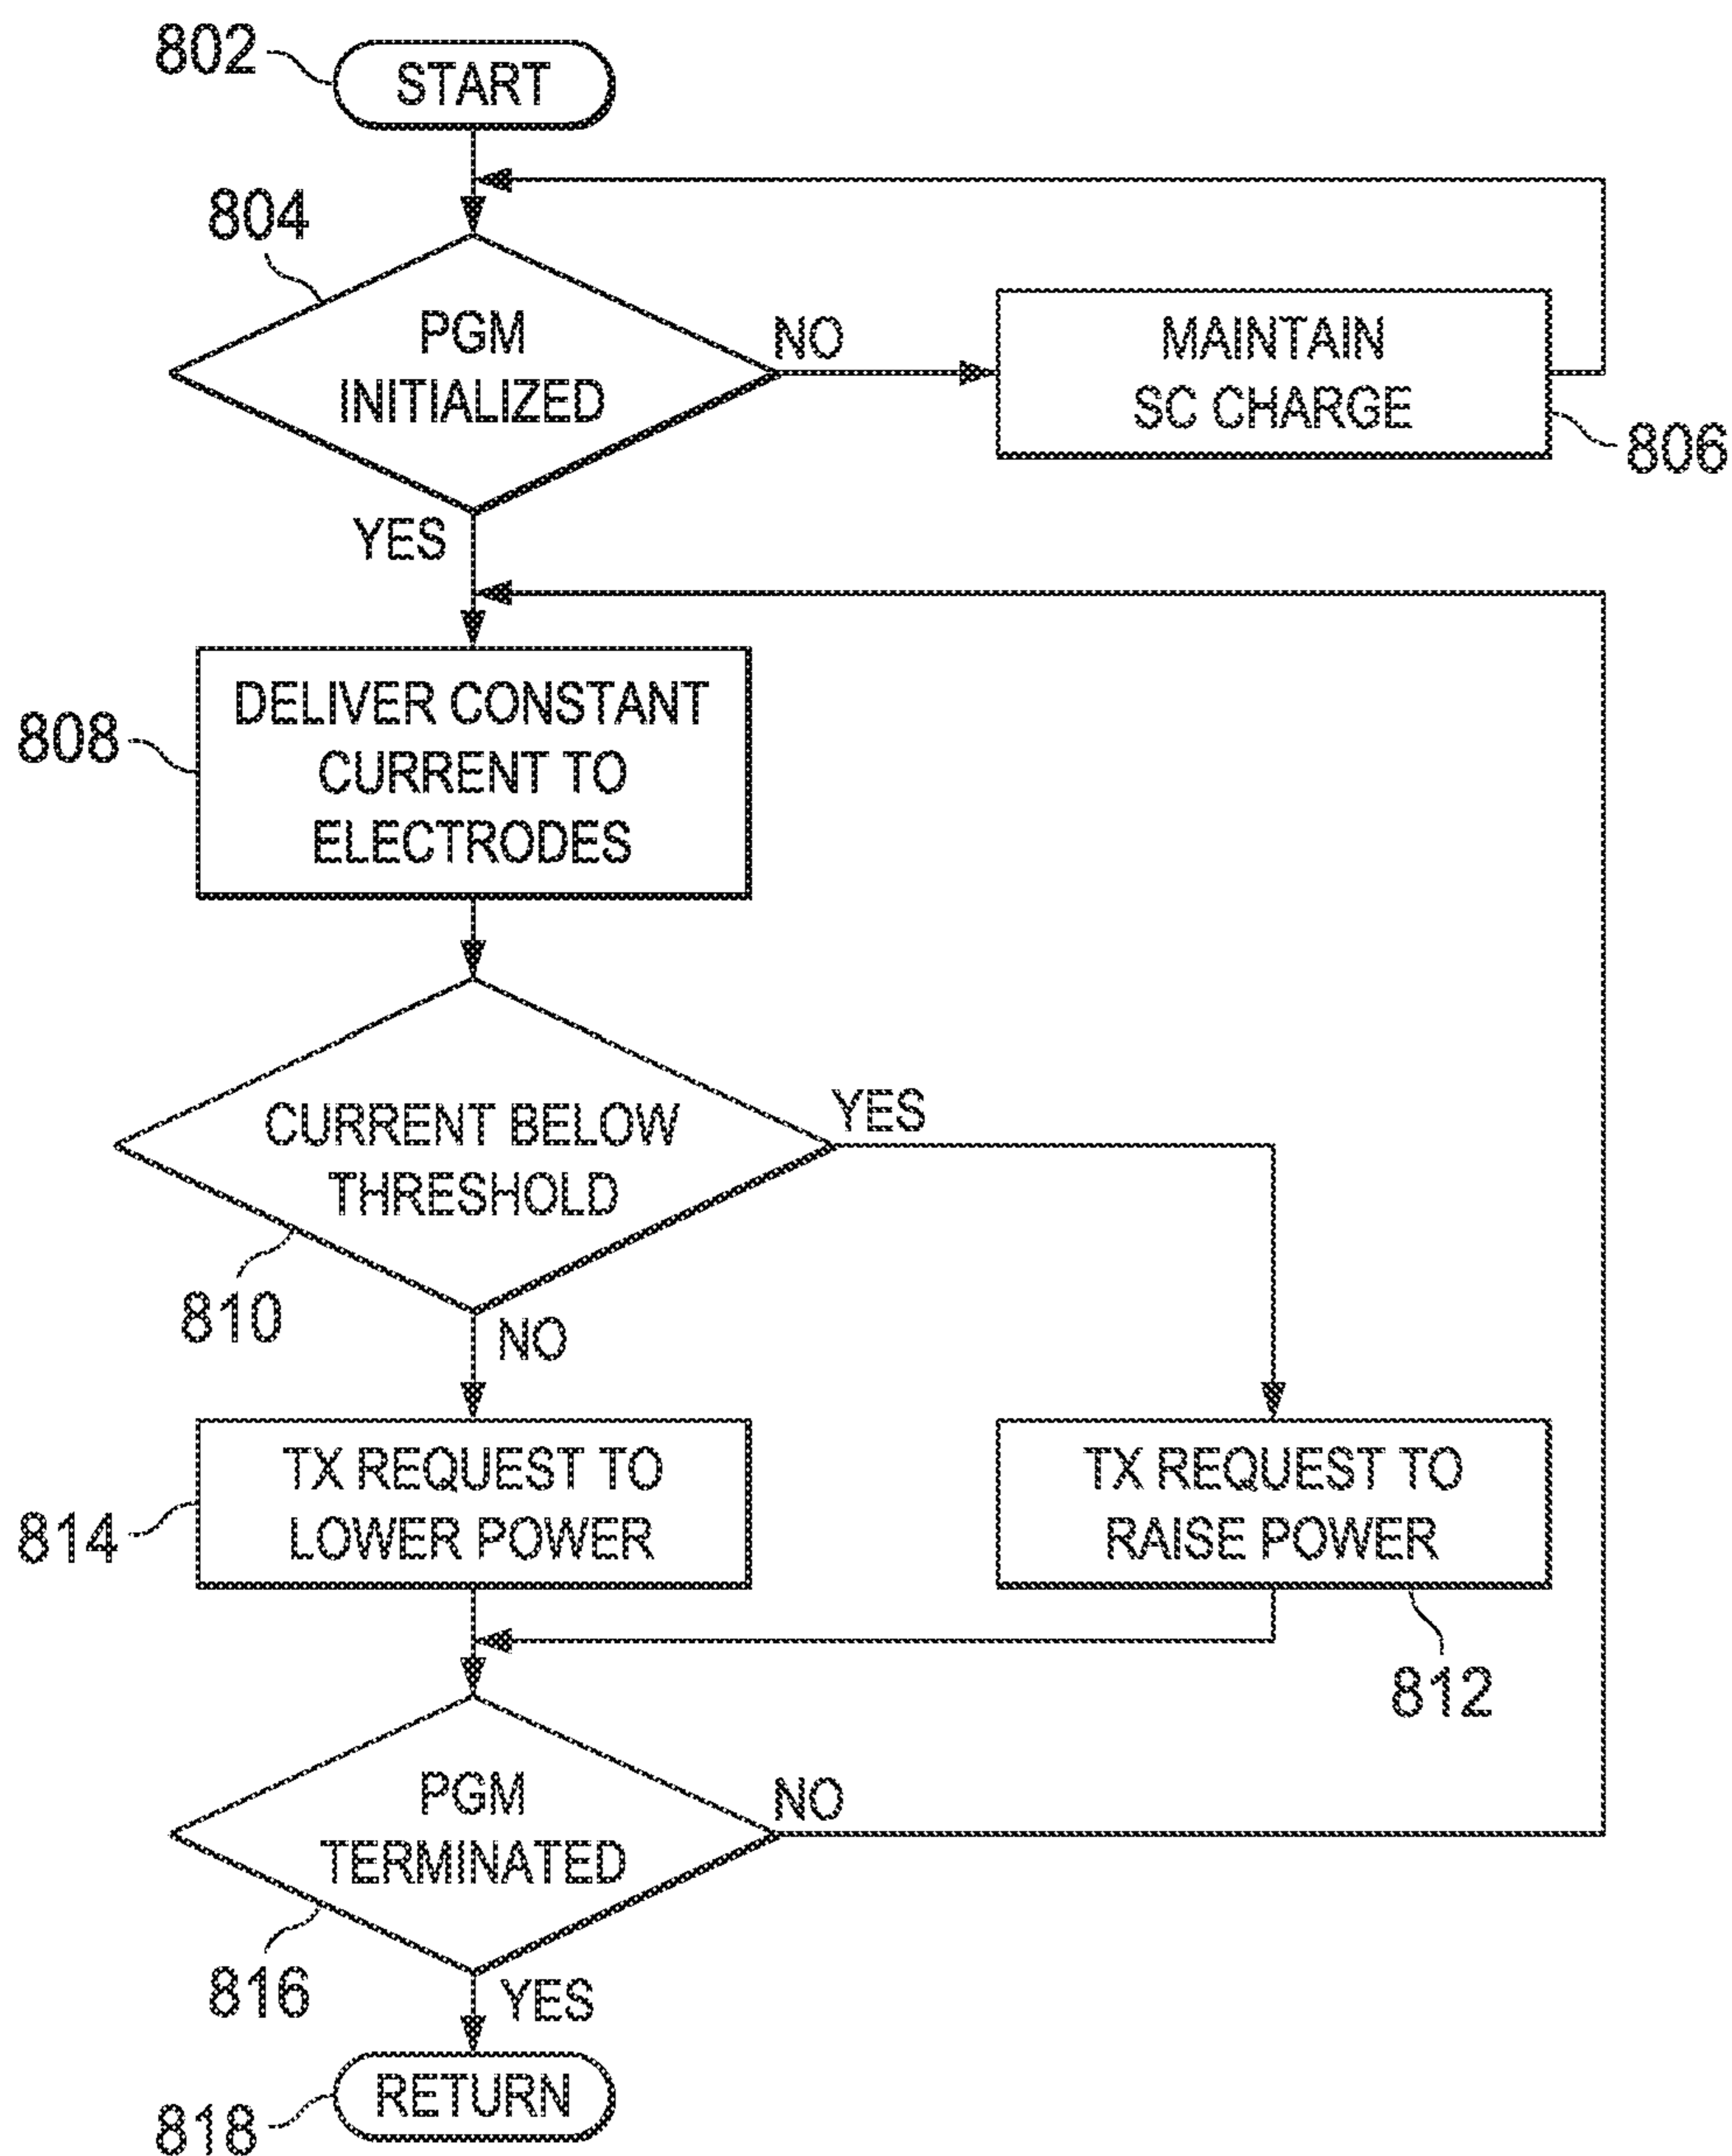 802
START
804
PGM
INITIALIZED
NO
MAINTAIN
SC CHARGE
806
YES
808
DELIVER CONSTANT
CURRENT TO
ELECTRODES
CURRENT BELOW
THRESHOLD
YES
810
NO
814
TX REQUEST TO
LOWER POWER
TX REQUEST TO
RAISE POWER
812
PGM
TERMINATED
NO
816
YES
RETURN
818